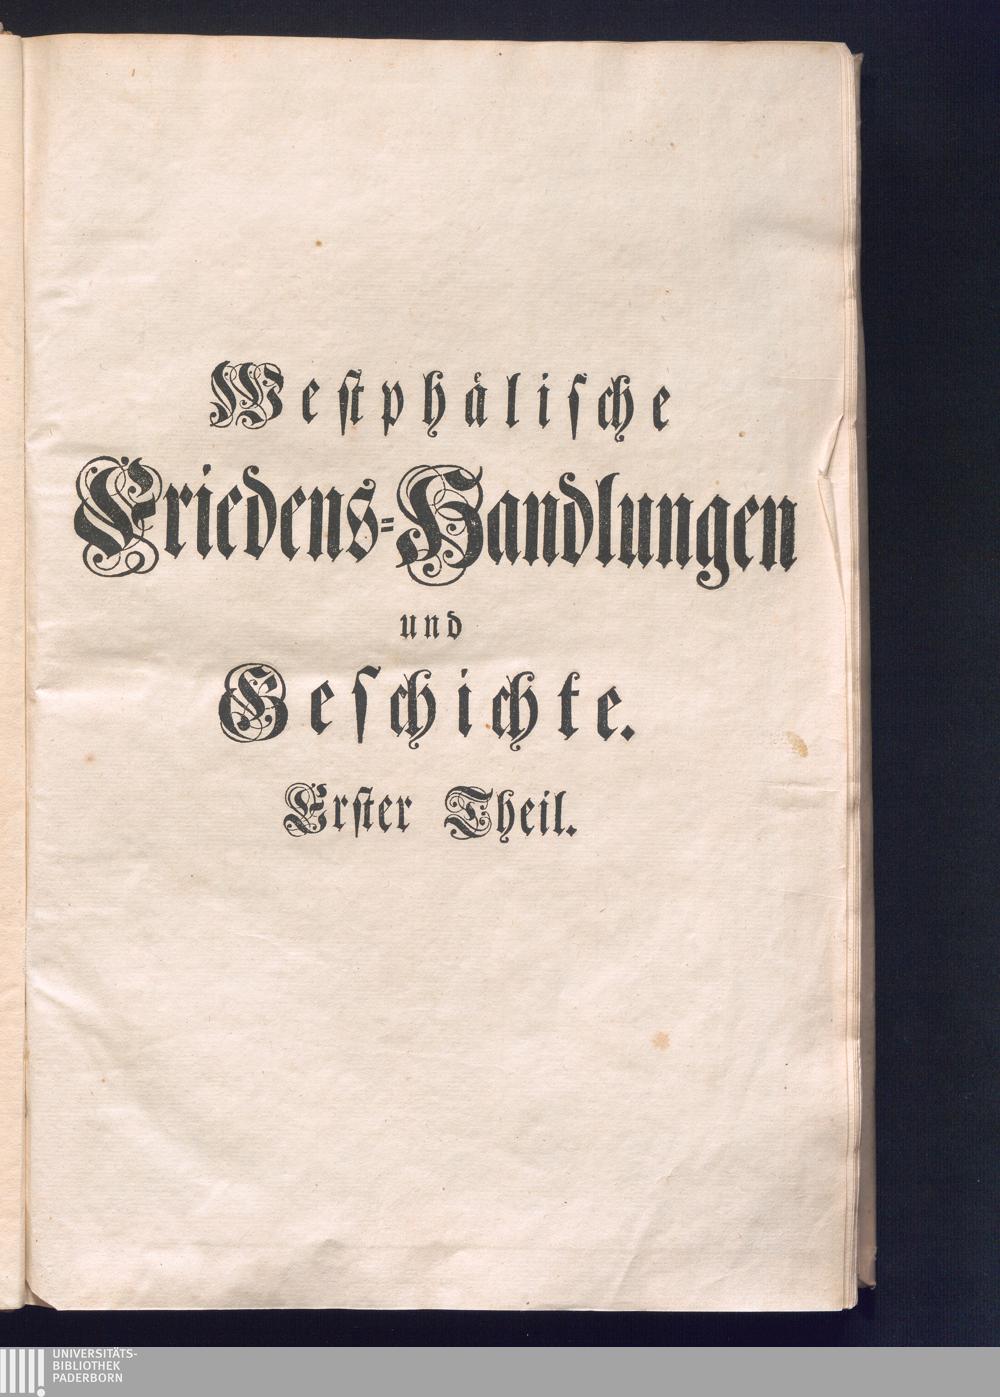 Westphälische
Friedens-Handlungen
und
Geschichte.
Erster Theil.
UNIVERSITÄTS-
BIBLIOTHEK
PADERBORN